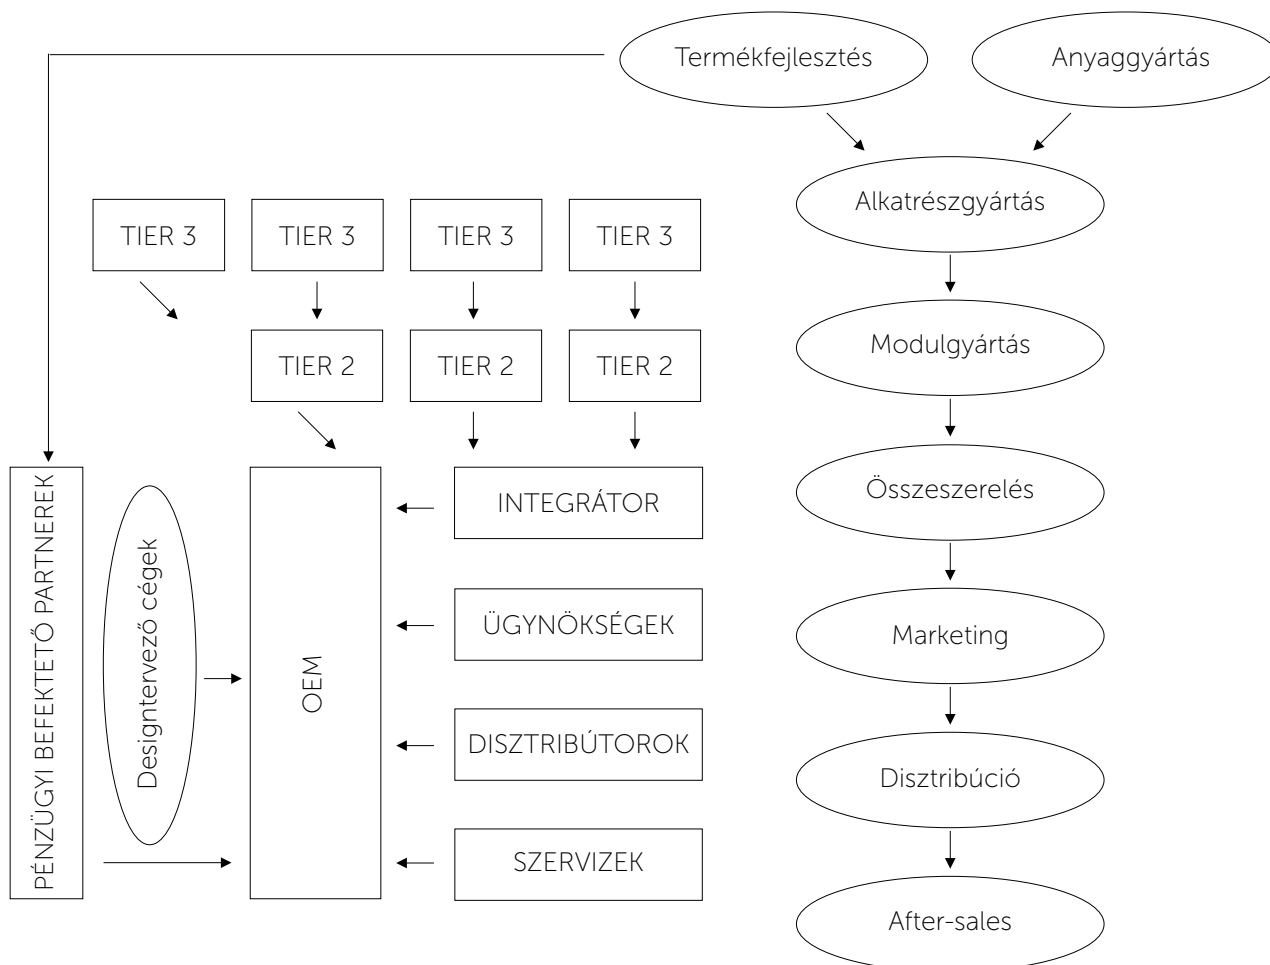 Termékfejlesztés
Anyaggyártás
Alkatrészgyártás
TIER 3
TIER 3
TIER 3
TIER 3
Modulgyártás
TIER 2
TIER 2
TIER 2
PÉNZÜGYI BEFEKTETŐ PARTNEREK
Designtervező cégek
OEM
INTEGRÁTOR
Összeszerelés
ÜGYNÖKSÉGEK
Marketing
DISZTRIBÚTOROK
Disztribúció
SZERVIZEK
After-sales